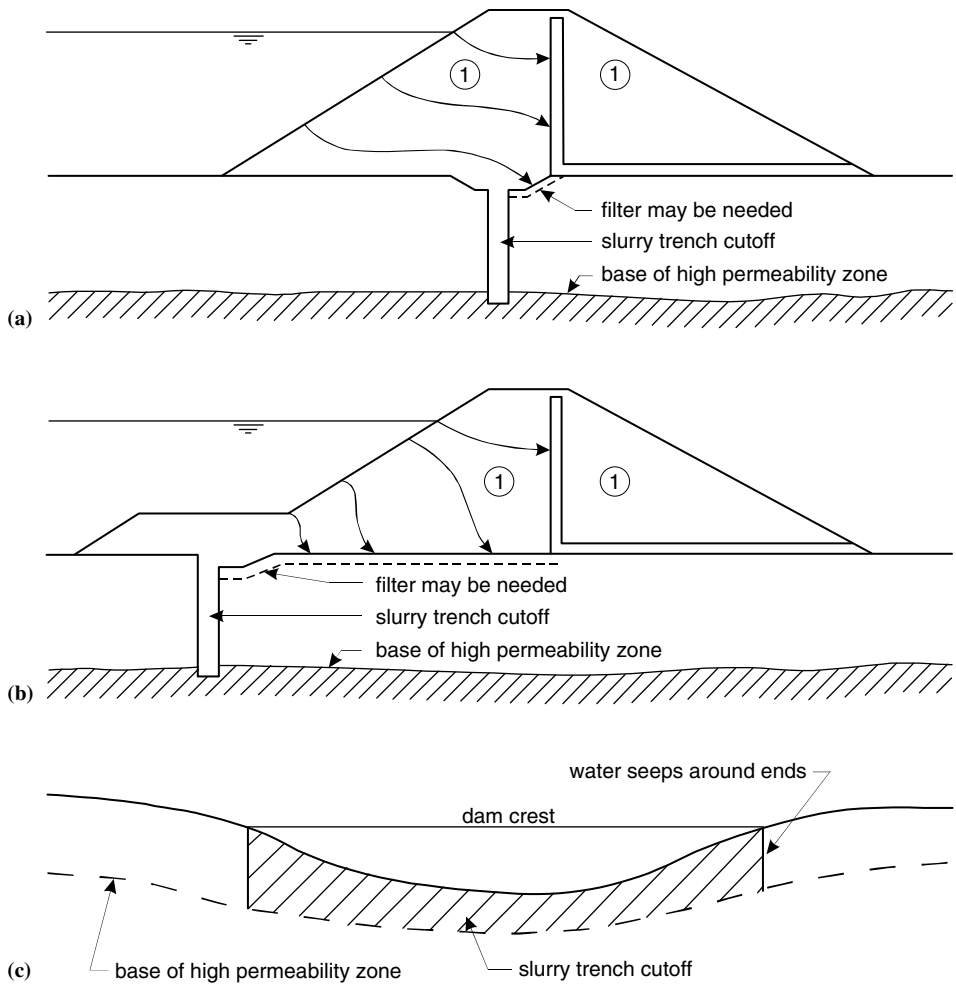 1
1
filter may be needed
slurry trench cutoff
base of high permeability zone
(a)
1
1
filter may be needed
slurry trench cutoff
base of high permeability zone
(b)
water seeps around ends
dam crest
(c)
base of high permeability zone
slurry trench cutoff